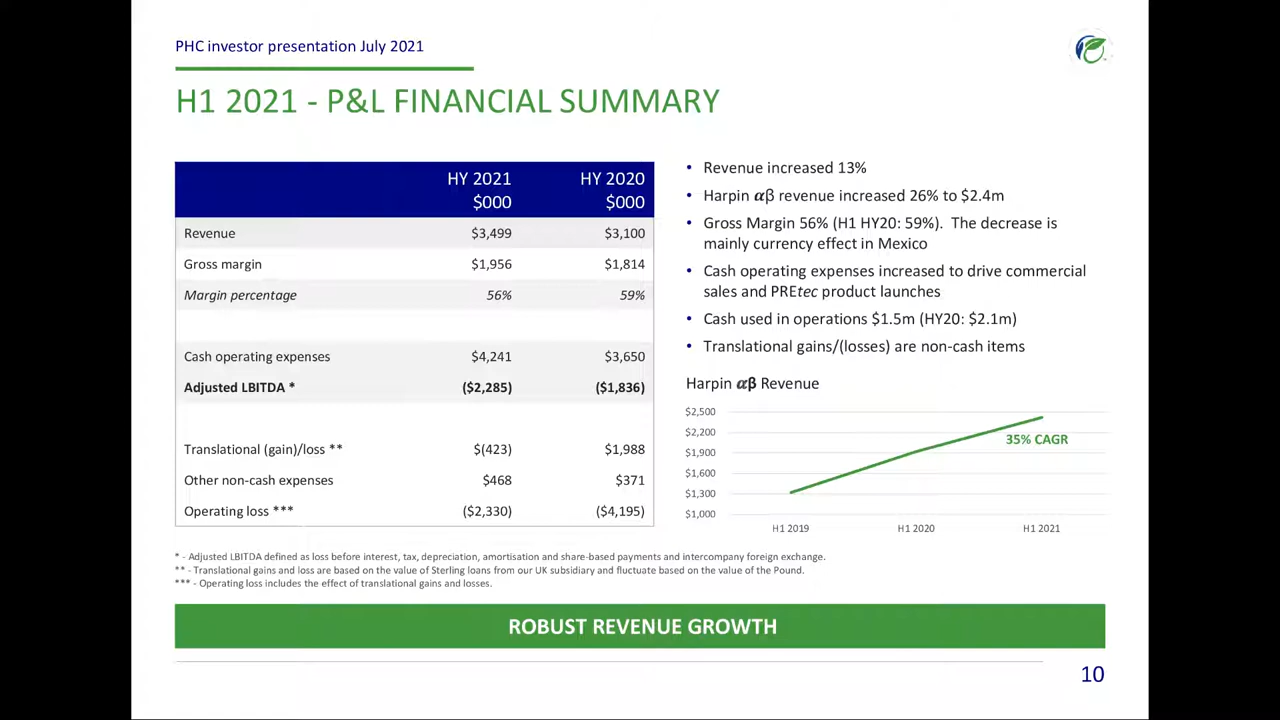 PHC investor presentation July 2021
H1 2021 - P&L FINANCIAL SUMMARY
HY 2021 HY 2020
$000 $000
Revenue $3,499 $3,100
Gross margin $1,956 $1,814
Margin percentage 56% 59%
Cash operating expenses $4,241 $3,650
Adjusted LBITDA * ($2,285) ($1,836)
Translational (gain)/loss ** $(423) $1,988
Other non-cash expenses $468 $371
Operating loss *** ($2,330) ($4,195)
• Revenue increased 13%
• Harpin αβ revenue increased 26% to $2.4m
• Gross Margin 56% (H1 HY20: 59%). The decrease is
mainly currency effect in Mexico
• Cash operating expenses increased to drive commercial
sales and PREtec product launches
• Cash used in operations $1.5m (HY20: $2.1m)
• Translational gains/(losses) are non-cash items
Harpin αβ Revenue
$2,500
$2,200
$1,900
$1,600
$1,300
$1,000
35% CAGR
H1 2019 H1 2020 H1 2021
* - Adjusted LBITDA defined as loss before interest, tax, depreciation, amortisation and share-based payments and intercompany foreign exchange.
** - Translational gains and loss are based on the value of Sterling loans from our UK subsidiary and fluctuate based on the value of the Pound.
*** - Operating loss includes the effect of translational gains and losses.
ROBUST REVENUE GROWTH
10